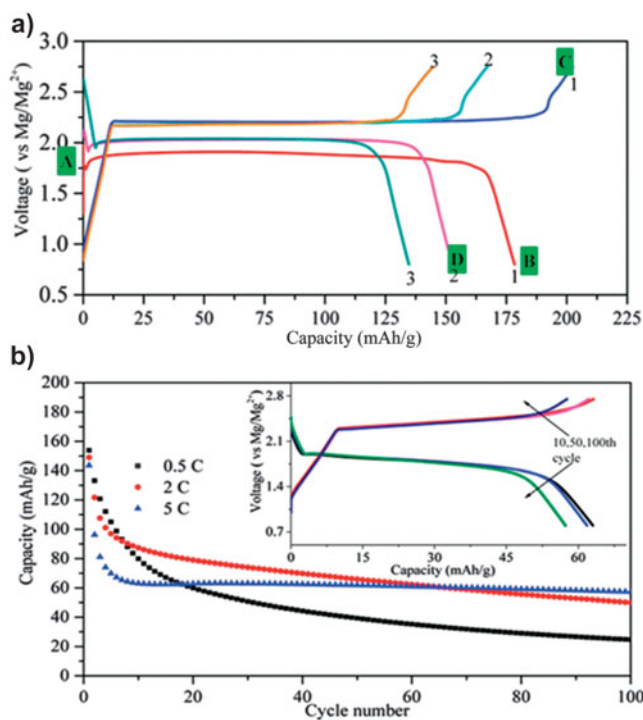 a)
3.0
2.5
2.0
1.5
1.0
0.5
Voltage ( vs Mg/Mg²⁺)
A
3
2
C
1
3
D
2
B
1
0
25
50
75
100
125
150
175
200
225
Capacity (mAh/g)
b)
200
180
160
140
120
100
80
60
40
20
0
Capacity (mAh/g)
0.5 C
2 C
5 C
2.8
2.1
1.4
0.7
Voltage ( vs Mg/Mg²⁺)
10,50,100th
cycle
0
15
30
45
60
Capacity (mAh/g)
0
20
40
60
80
100
Cycle number